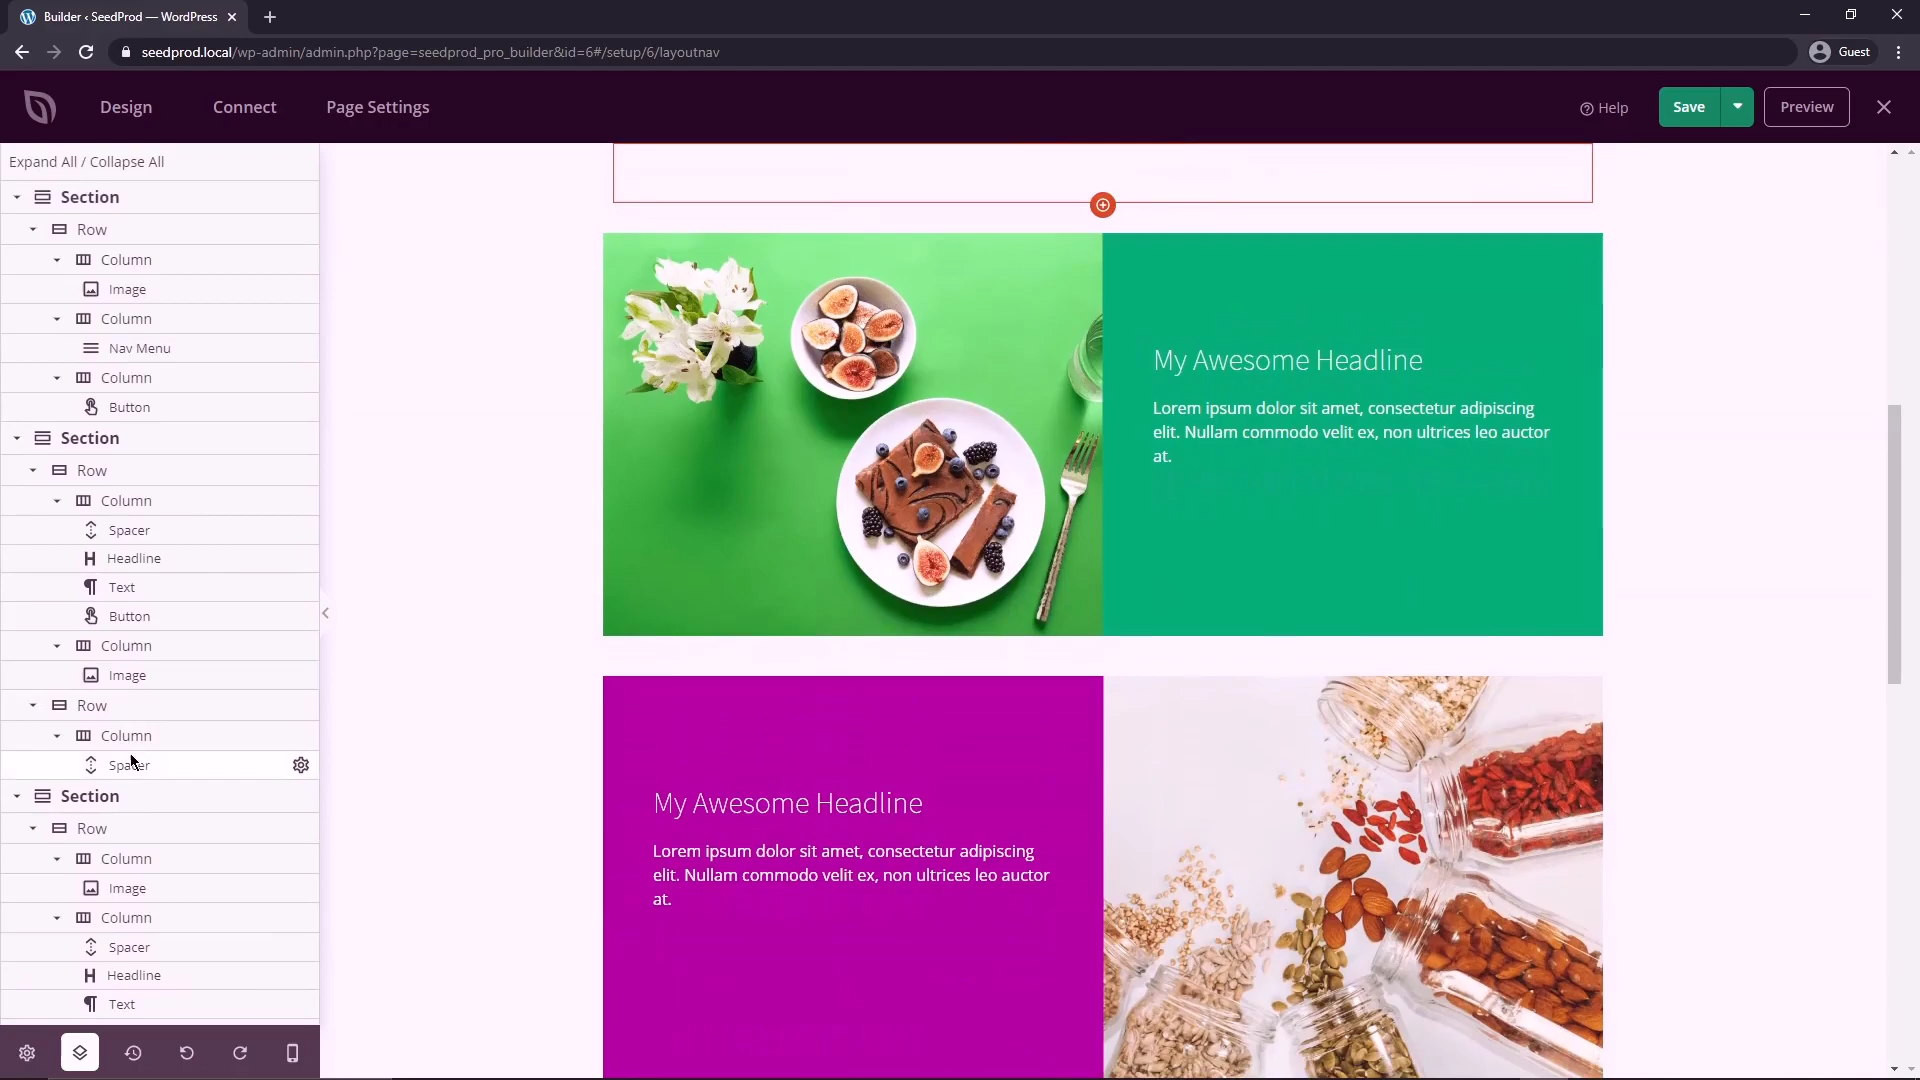 Builder ‹ SeedProd — WordPress
seedprod.local/wp-admin/admin.php?page=seedprod_pro_builder&id=6#/setup/6/layoutnav
Guest
Design
Connect
Page Settings
Help
Save
Preview
Expand All / Collapse All
Section
Row
Column
Image
Column
Nav Menu
Column
Button
Section
Row
Column
Spacer
Headline
Text
Button
Column
Image
Row
Column
Spacer
Section
Row
Column
Image
Column
Spacer
Headline
Text
My Awesome Headline
Lorem ipsum dolor sit amet, consectetur adipiscing
elit. Nullam commodo velit ex, non ultrices leo auctor
at.
My Awesome Headline
Lorem ipsum dolor sit amet, consectetur adipiscing
elit. Nullam commodo velit ex, non ultrices leo auctor
at.